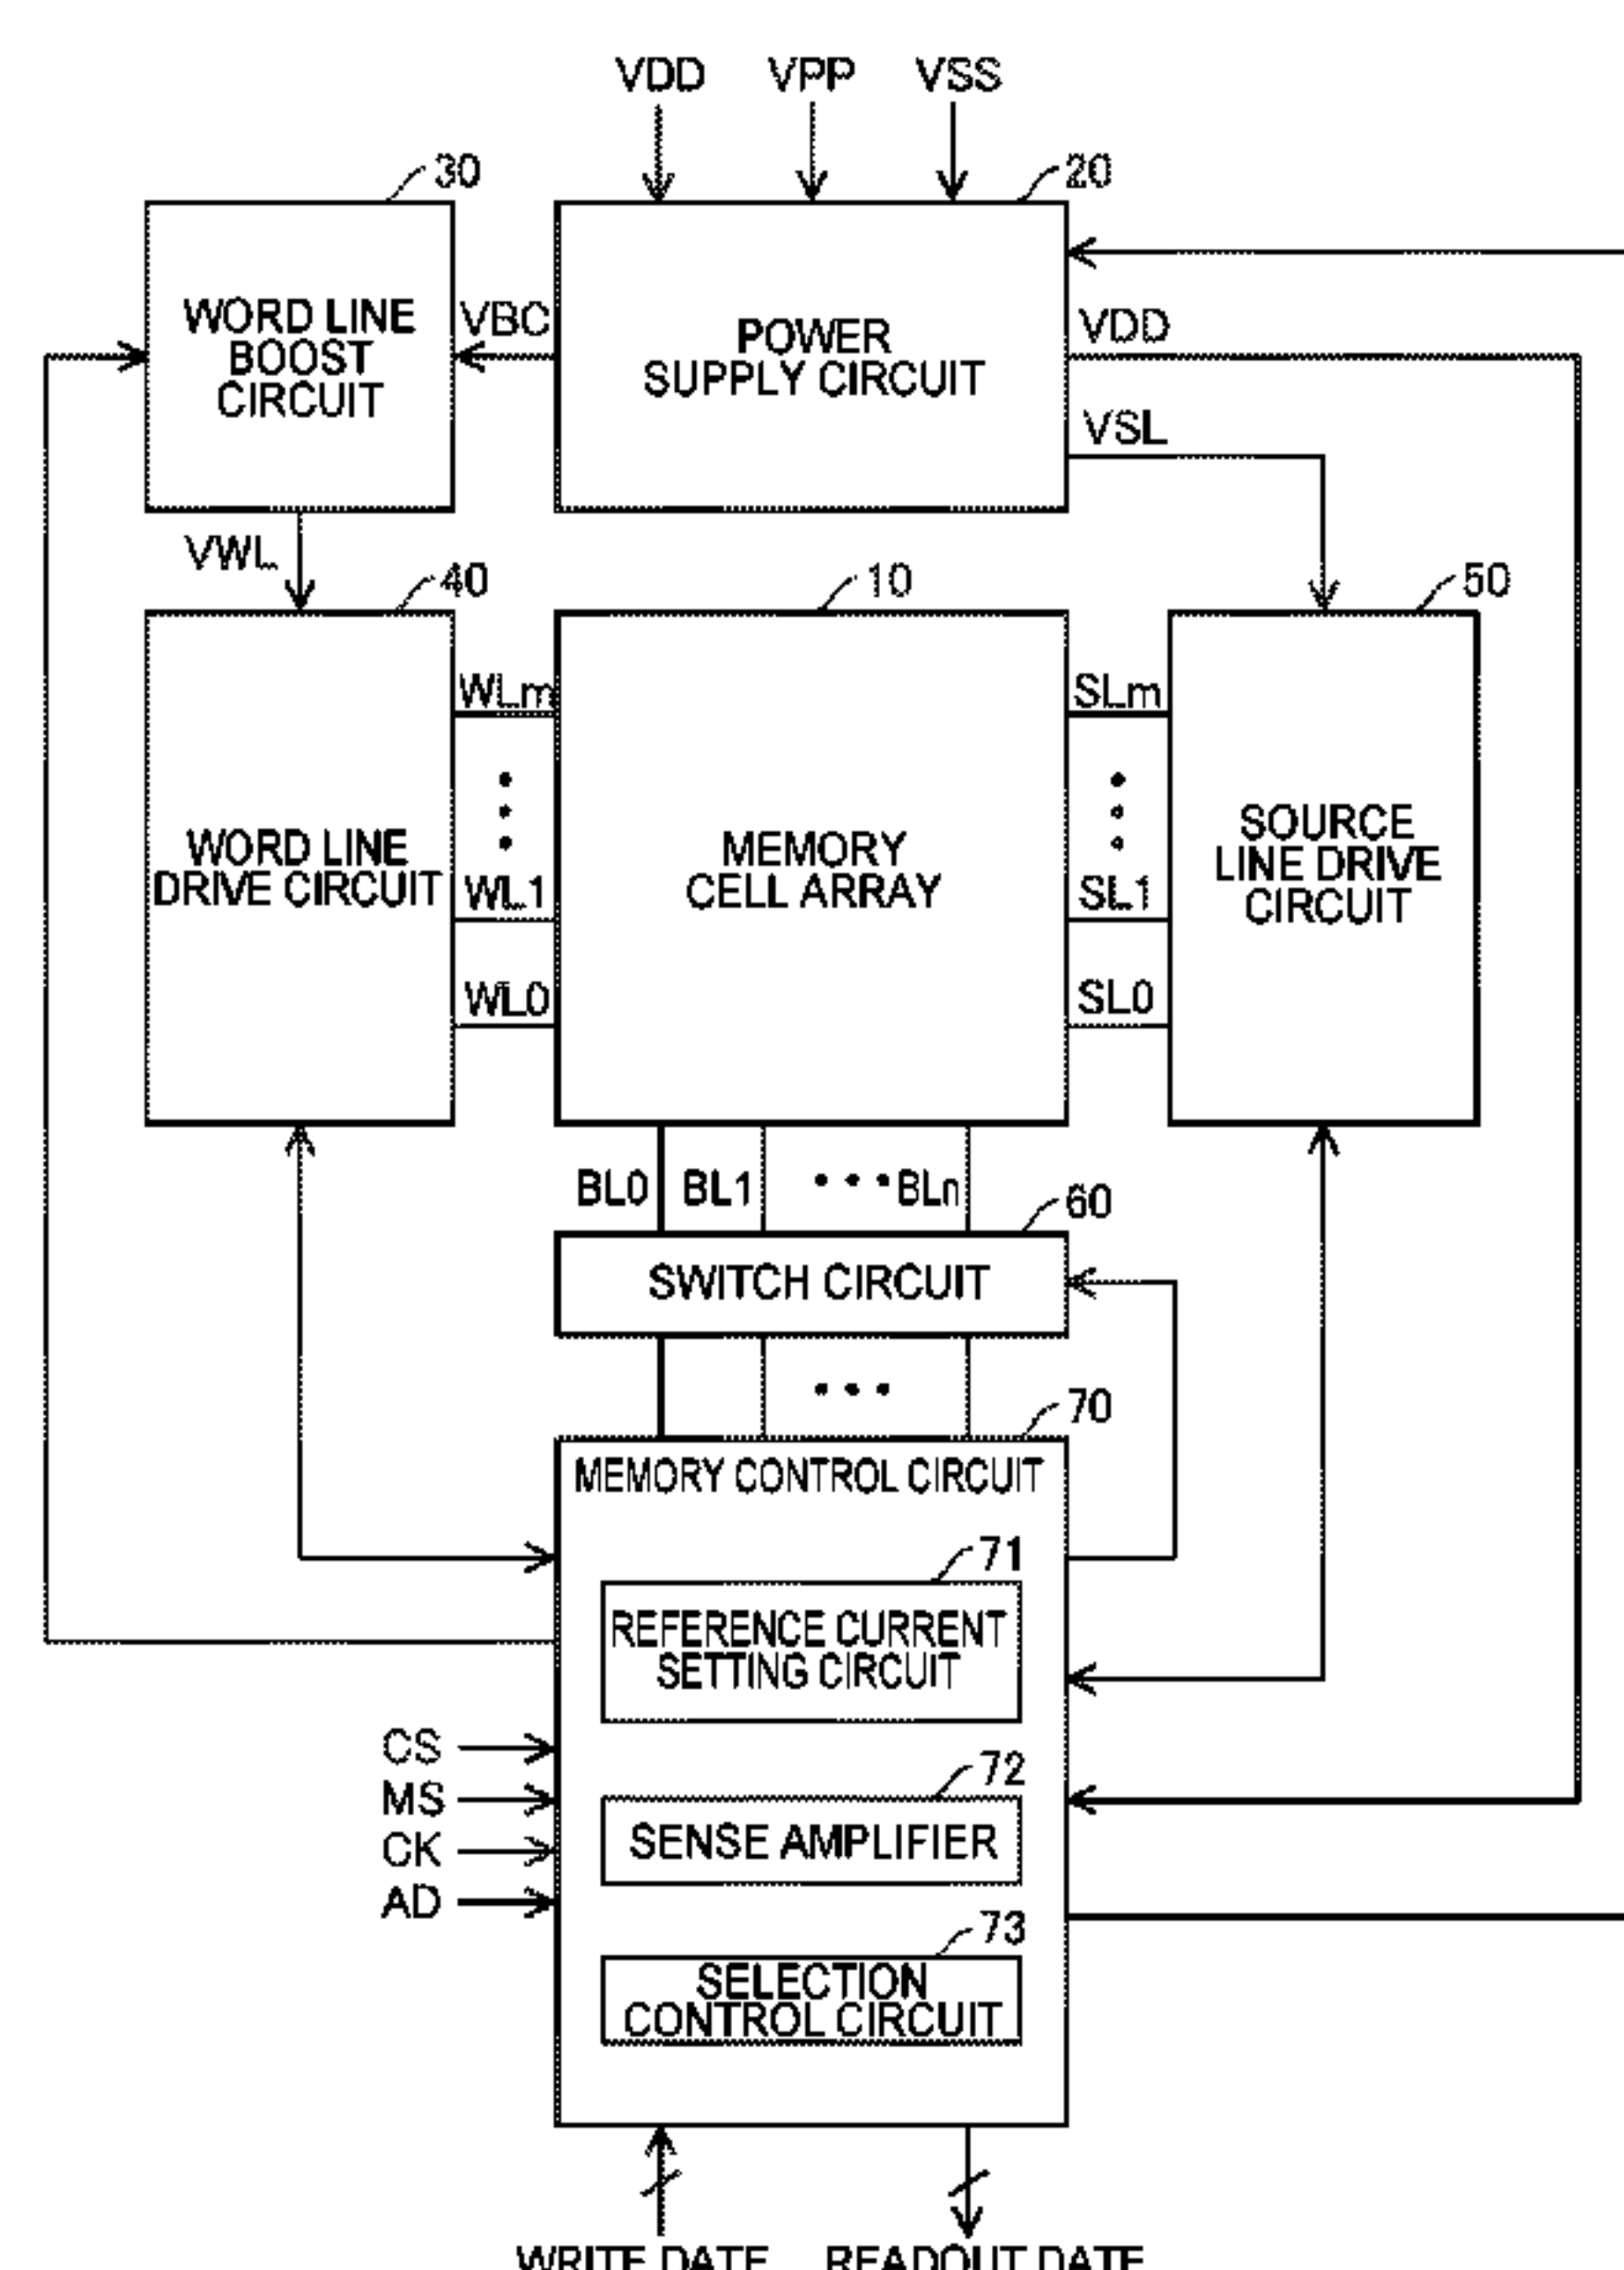 VDD VPP VSS
30
20
WORD LINE
BOOST
CIRCUIT
VBC
POWER
SUPPLY CIRCUIT
VDD
VSL
VWL
40
10
50
WLm
SLm
WORD LINE
DRIVE CIRCUIT
MEMORY
CELL ARRAY
SOURCE
LINE DRIVE
CIRCUIT
WL1
SL1
WL0
SL0
BL0 BL1 BLn
60
SWITCH CIRCUIT
70
MEMORY CONTROL CIRCUIT
71
REFERENCE CURRENT
SETTING CIRCUIT
CS
MS
CK
AD
72
SENSE AMPLIFIER
73
SELECTION
CONTROL CIRCUIT
WRITE DATE READOUT DATE